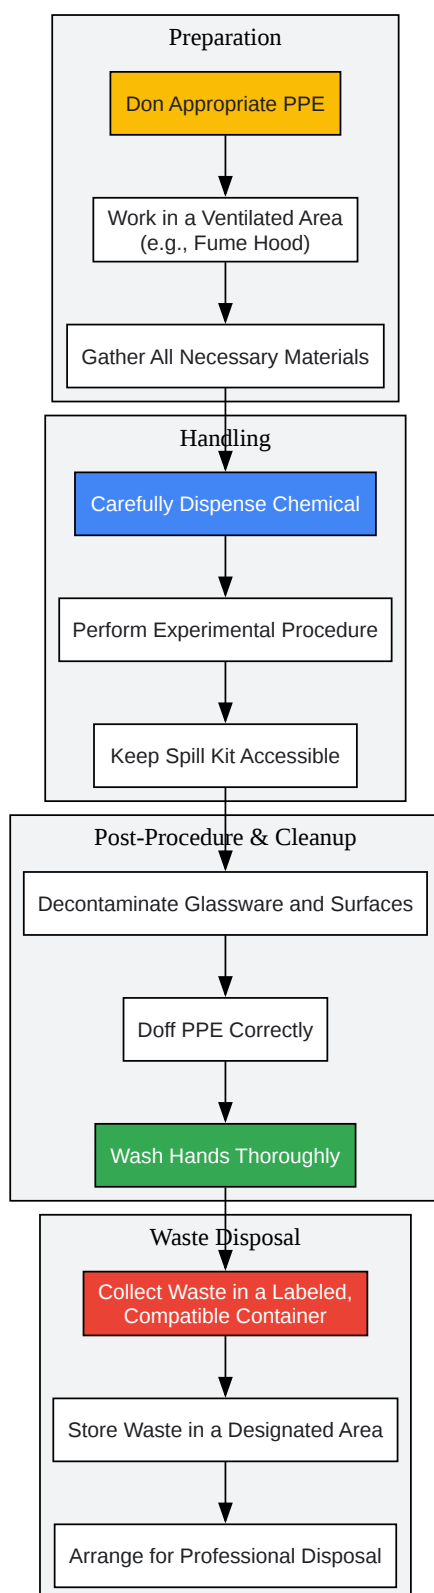 Preparation
Don Appropriate PPE
Work in a Ventilated Area
(e.g., Fume Hood)
Gather All Necessary Materials
Handling
Carefully Dispense Chemical
Perform Experimental Procedure
Keep Spill Kit Accessible
Post-Procedure & Cleanup
Decontaminate Glassware and Surfaces
Doff PPE Correctly
Wash Hands Thoroughly
Waste Disposal
Collect Waste in a Labeled,
Compatible Container
Store Waste in a Designated Area
Arrange for Professional Disposal